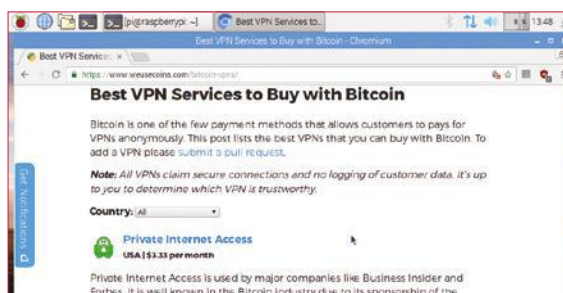 [pi@raspberrypi: ~]
Best VPN Services to...
13:48
Best VPN Services to Buy with Bitcoin - Chromium
Best VPN Services
https://www.weusecoins.com/bitcoin-vpns/
Best VPN Services to Buy with Bitcoin
Bitcoin is one of the few payment methods that allows customers to pays for
VPNs anonymously. This post lists the best VPNs that you can buy with Bitcoin. To
add a VPN please submit a pull request.
Note: All VPNs claim secure connections and no logging of customer data. it's up
to you to determine which VPN is trustworthy.
Get Notifications
Country: All
Private Internet Access
USA | $3.33 per month
Private Internet Access is used by major companies like Business Insider and
Forbes. It is well known in the Bitcoin industry due to its sponsorship of the